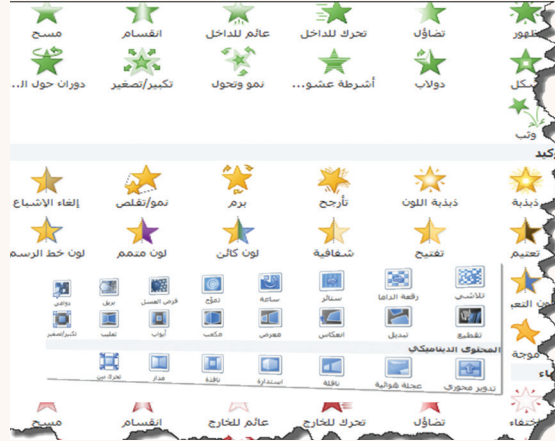 ظهور تضاؤل تحرك للداخل عائم للداخل انقسام مسح
شكل دولاب أشرطة عشو... نمو وتحول تكبير/تصغير دوران حول ال...
وثب
ذبذبة ذبذبة اللون تأرجح برم نمو/تقلص إلغاء الإشباع
تعتيم تفتيح شفافية لون كائن لون متمم لون خط الرسم
تلاشي رقعة الداما ستائر ساعة تموّج قرص العسل بريق دوامي
تقطيع تبديل انعكاس معرض مكعب أبواب تقليب تكبير/تصغير
موجة
المحتوى الديناميكي
تدوير محوري عجلة هوائية ناقلة استدارة نافذة مدار تحرك بين
اختفاء تضاؤل تحرك للخارج عائم للخارج انقسام مسح